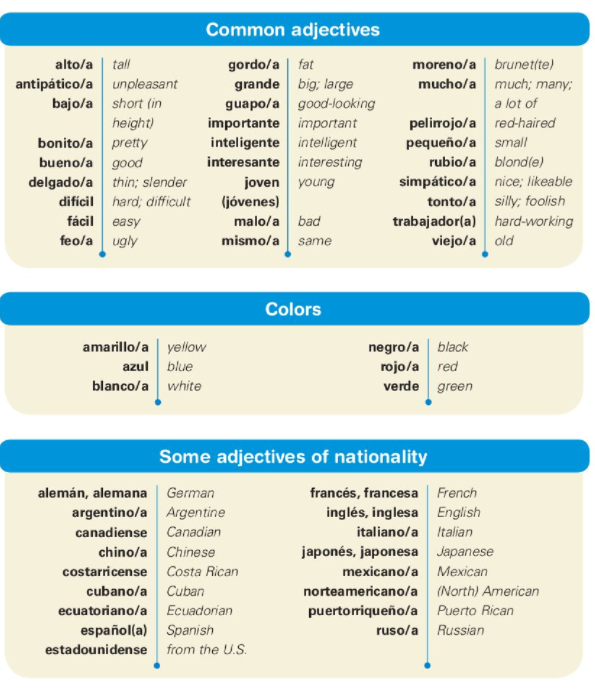 Common adjectives
alto/a tall
antipático/a unpleasant
bajo/a short (in
height)
bonito/a pretty
bueno/a good
delgado/a thin; slender
difícil hard; difficult
fácil easy
feo/a ugly
gordo/a fat
grande big; large
guapo/a good-looking
importante important
inteligente intelligent
interesante interesting
joven young
(jóvenes)
malo/a bad
mismo/a same
moreno/a brunet(te)
mucho/a much; many;
a lot of
pelirrojo/a red-haired
pequeño/a small
rubio/a blond(e)
simpático/a nice; likeable
tonto/a silly; foolish
trabajador(a) hard-working
viejo/a old
Colors
amarillo/a yellow
azul blue
blanco/a white
negro/a black
rojo/a red
verde green
Some adjectives of nationality
alemán, alemana German
argentino/a Argentine
canadiense Canadian
chino/a Chinese
costarricense Costa Rican
cubano/a Cuban
ecuatoriano/a Ecuadorian
español(a) Spanish
estadounidense from the U.S.
francés, francesa French
inglés, inglesa English
italiano/a Italian
japonés, japonesa Japanese
mexicano/a Mexican
norteamericano/a (North) American
puertorriqueño/a Puerto Rican
ruso/a Russian